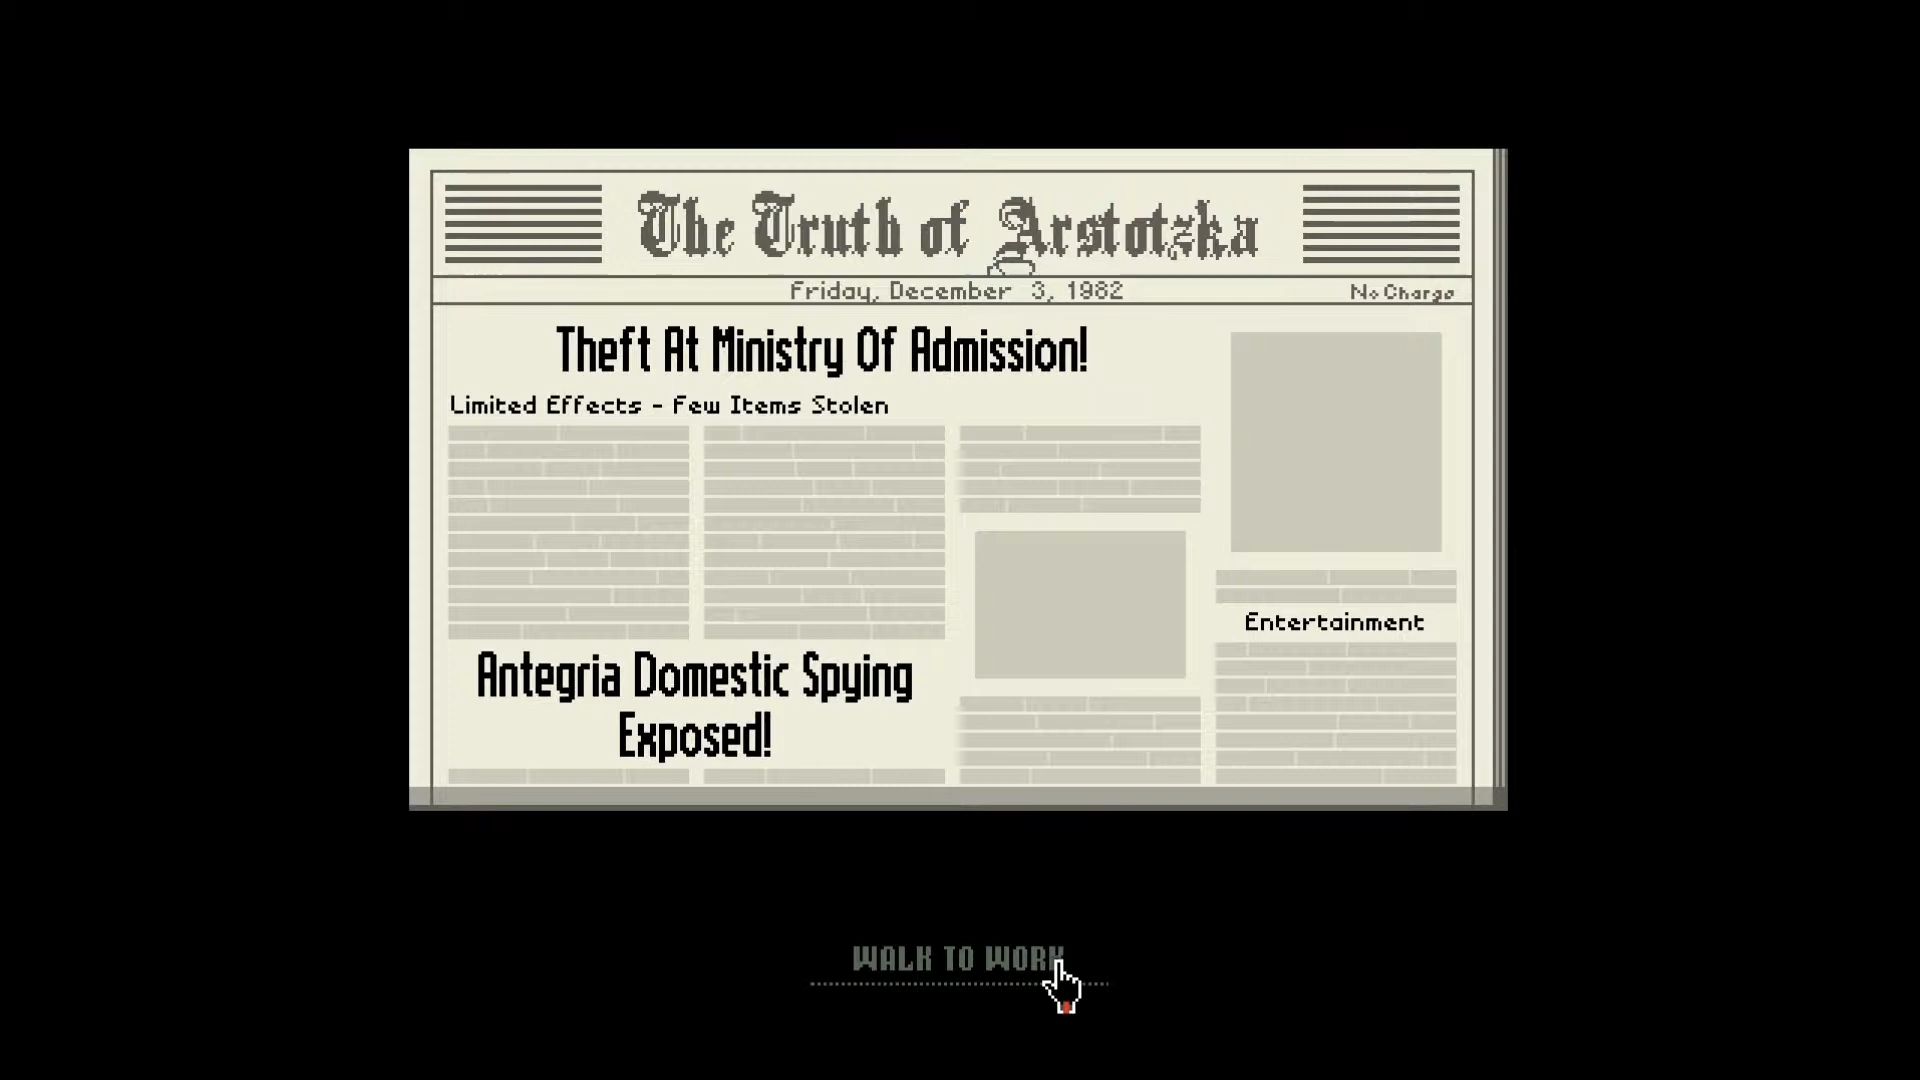 The Truth of Arstotzka
Friday, December 3, 1982
No Charge
Theft At Ministry Of Admission!
Limited Effects - Few Items Stolen
Antegria Domestic Spying
Exposed!
Entertainment
WALK TO WORK